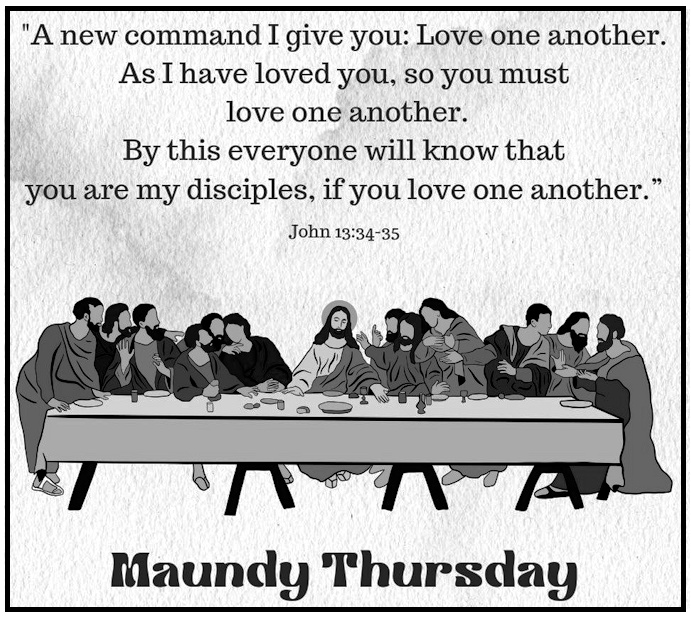 "A new command I give you: Love one another.
As I have loved you, so you must
love one another.
By this everyone will know that
you are my disciples, if you love one another.”
John 13:34-35
Maundy Thursday